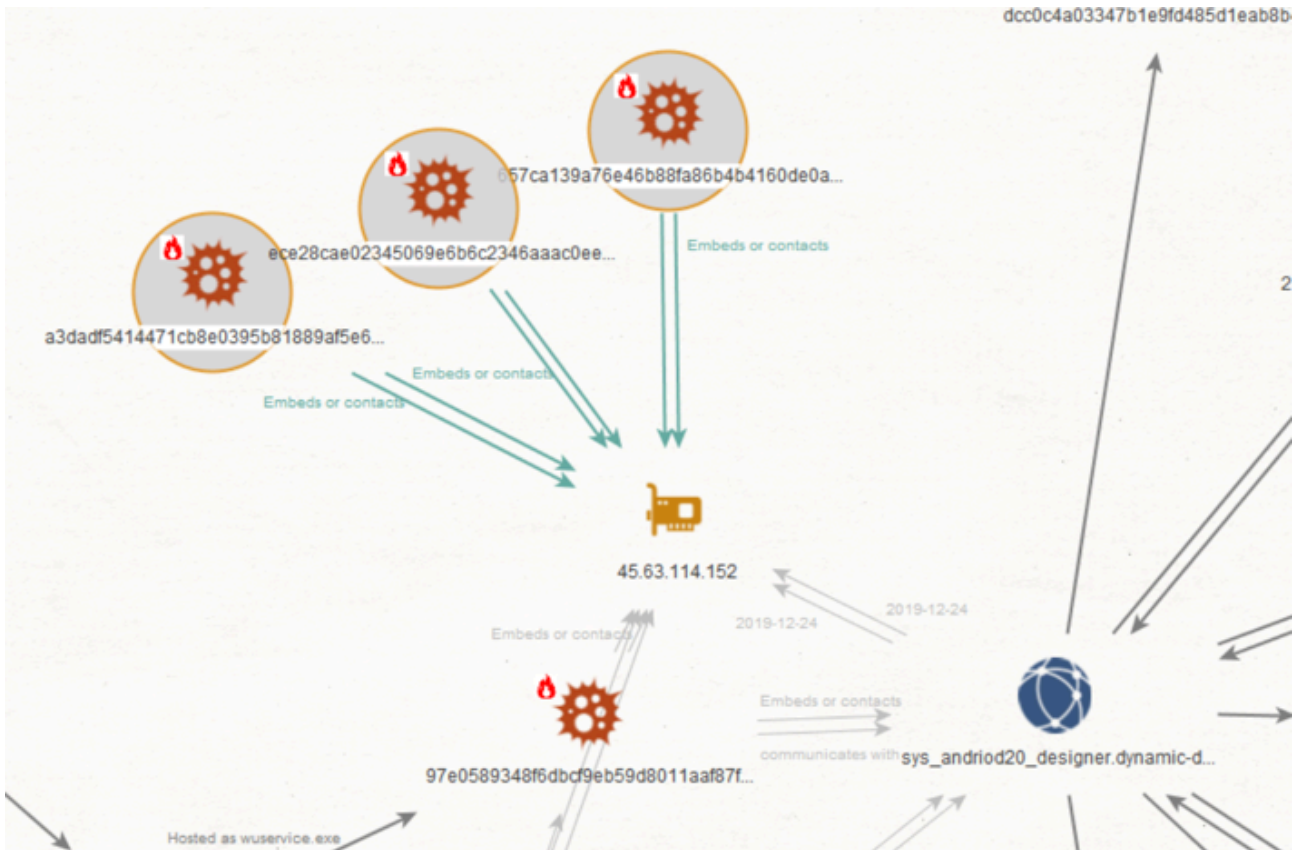 dcc0c4a03347b1e9fd485d1eab8b
657ca139a76e46b88fa86b4b4160de0a...
Embeds or contacts
ece28cae02345069e6b6c2346aaac0ee...
2
a3dadf5414471cb8e0395b81889af5e6...
Embeds or contacts
Embeds or contacts
45.63.114.152
2019-12-24
2019-12-24
Embeds or contacts
Embeds or contacts
communicates with
sys_andriod20_designer.dynamic-d...
97e0589348f6dbcf9eb59d8011aaf87f...
Hosted as wuservice.exe